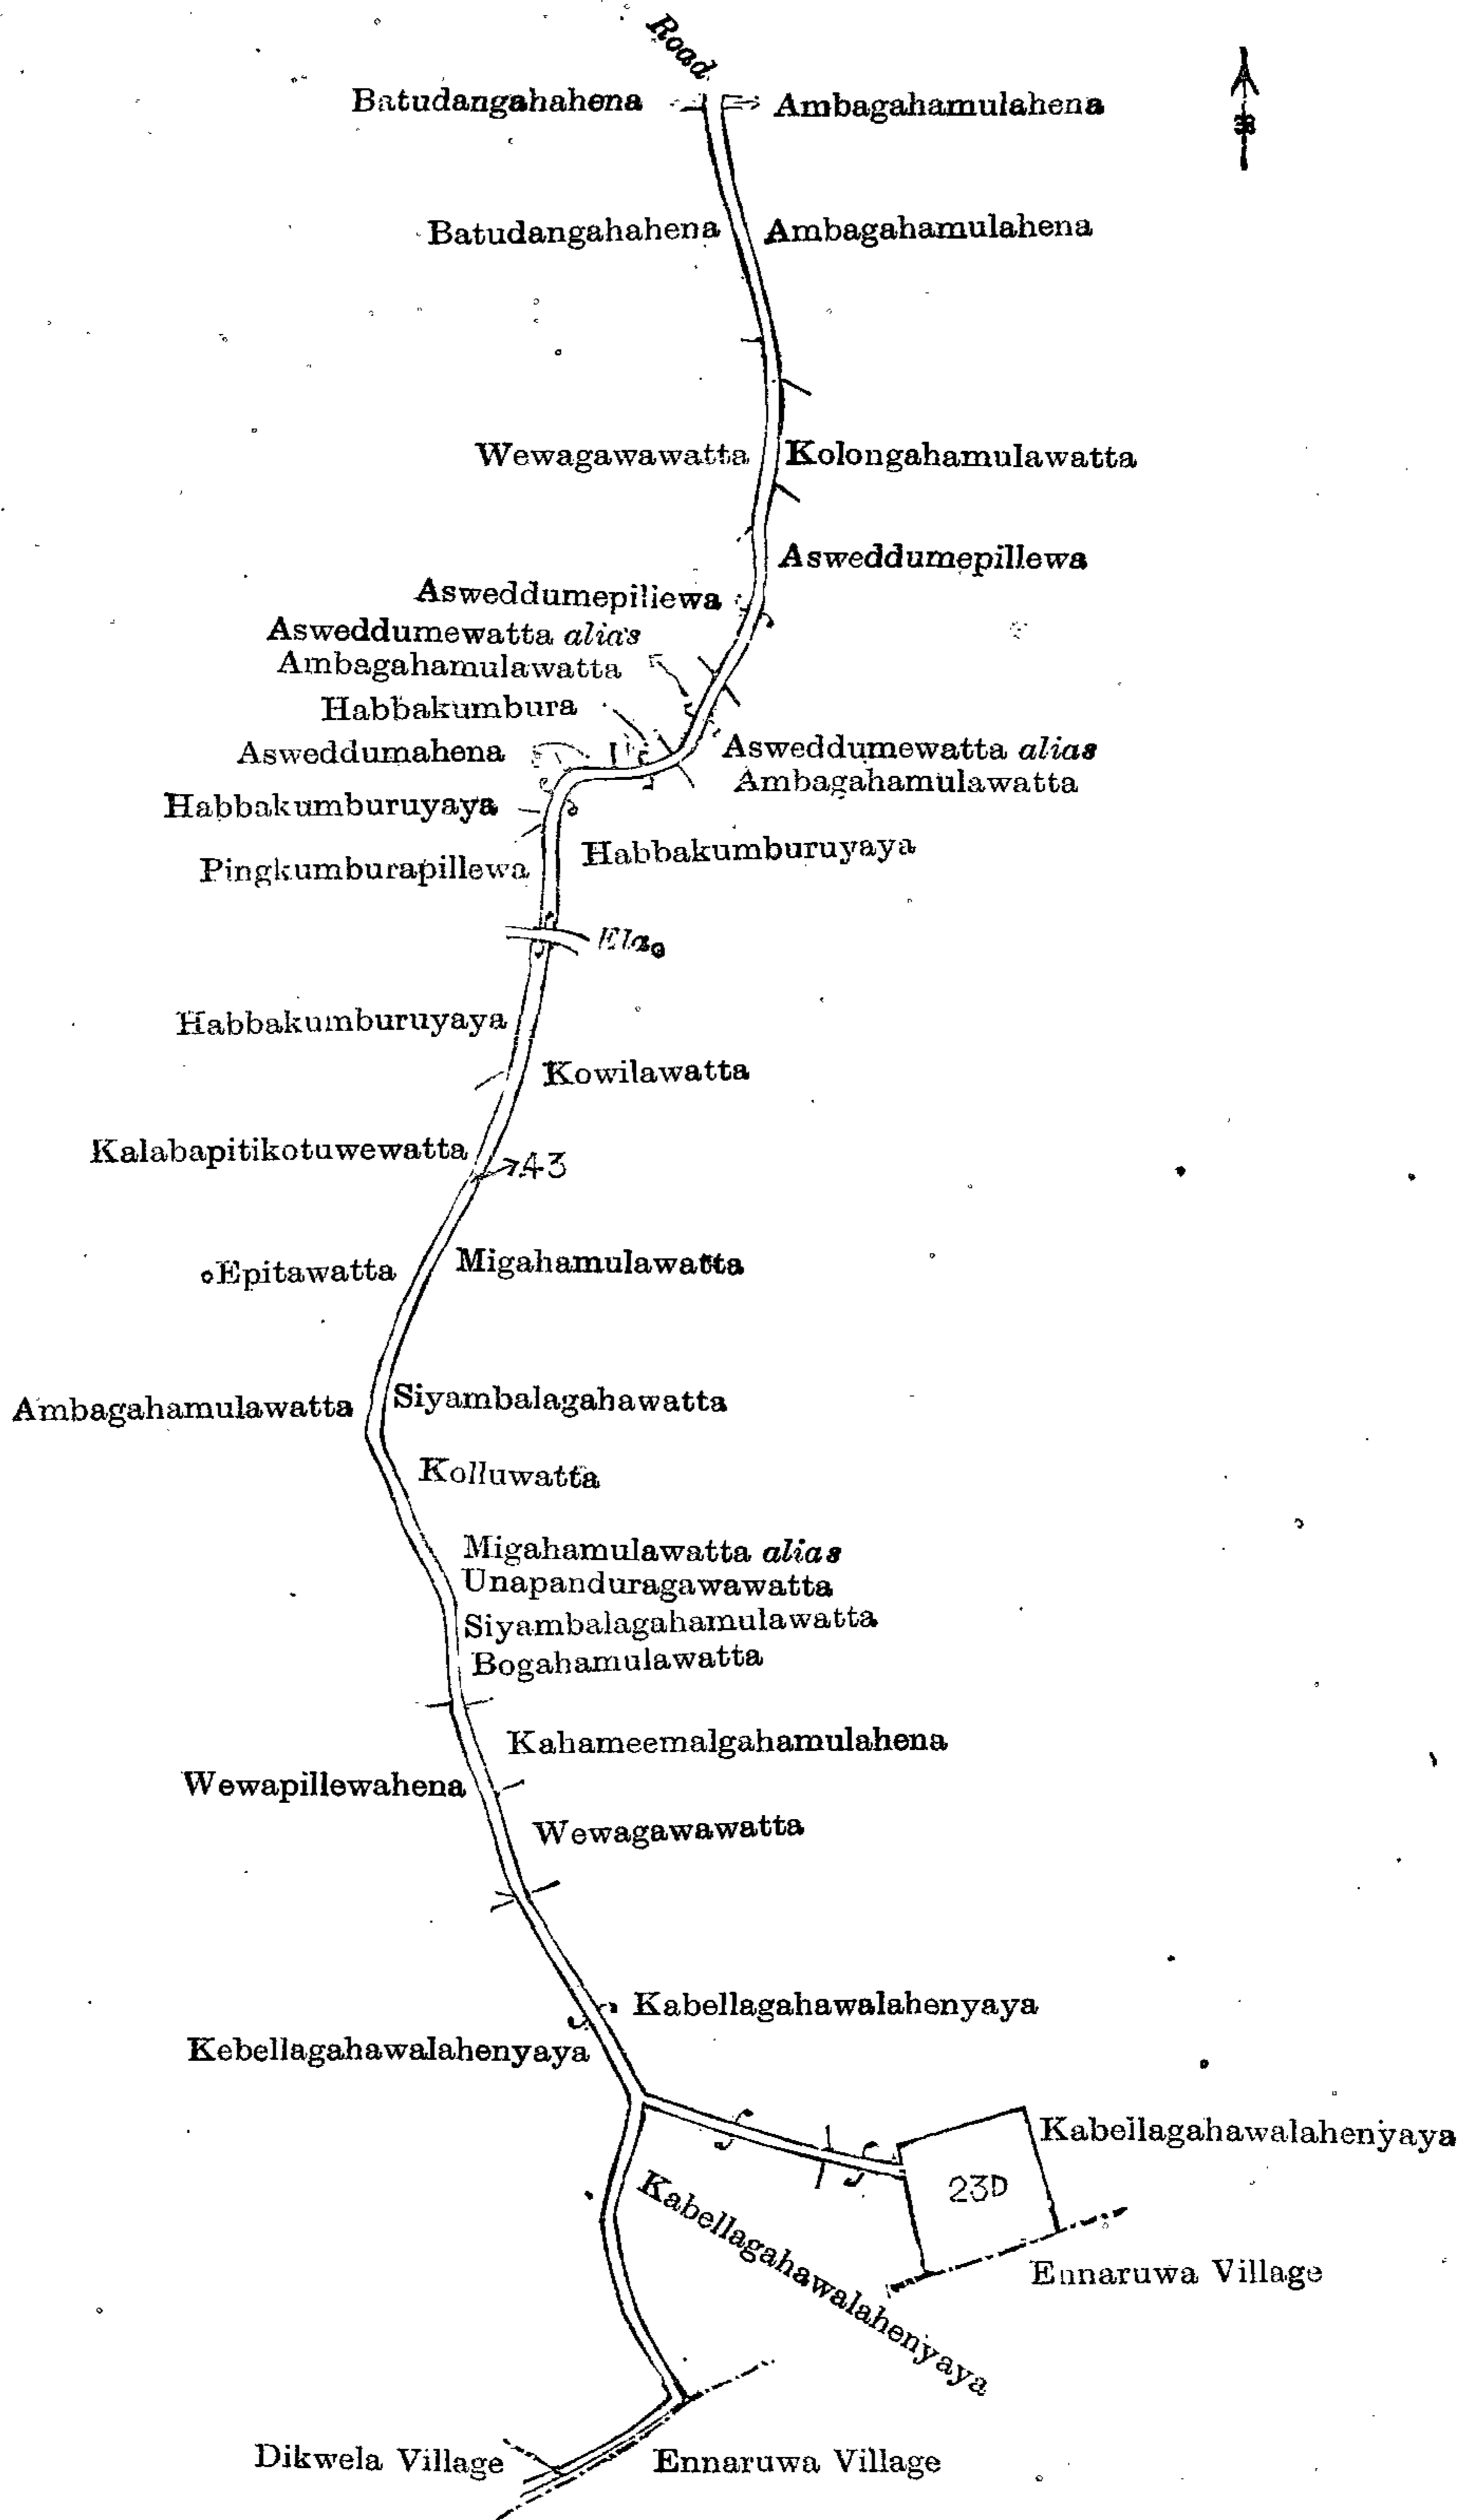 Road
Batudangahahena
Ambagahamulahena
Batudangahahena
Ambagahamulahena
Wewagawawatta
Kolongahamulawatta
Asweddumepillewa
Asweddumepillewa
Asweddumewatta alias
Ambagahamulawatta
Habbakumbura
Asweddumahena
Asweddumewatta alias
Ambagahamulawatta
Habbakumburuyaya
Habbakumburuyaya
Pingkumburapillewa
Ela
Habbakumburuyaya
Kowilawatta
Kalabapitikotuwewatta
43
Epitawatta
Migahamulawatta
Ambagahamulawatta
Siyambalagahawatta
Kolluwatta
Migahamulawatta alias
Unapanduragawawatta
Siyambalagahamulawatta
Bogahamulawatta
Kahameemalgahamulahena
Wewapillewahena
Wewagawawatta
Kabellagahawalahenyaya
Kebellagahawalahenyaya
Kabellagahawalahenyaya
23D
Kabellagahawalahenyaya
Ennaruwa Village
Dikwela Village
Ennaruwa Village